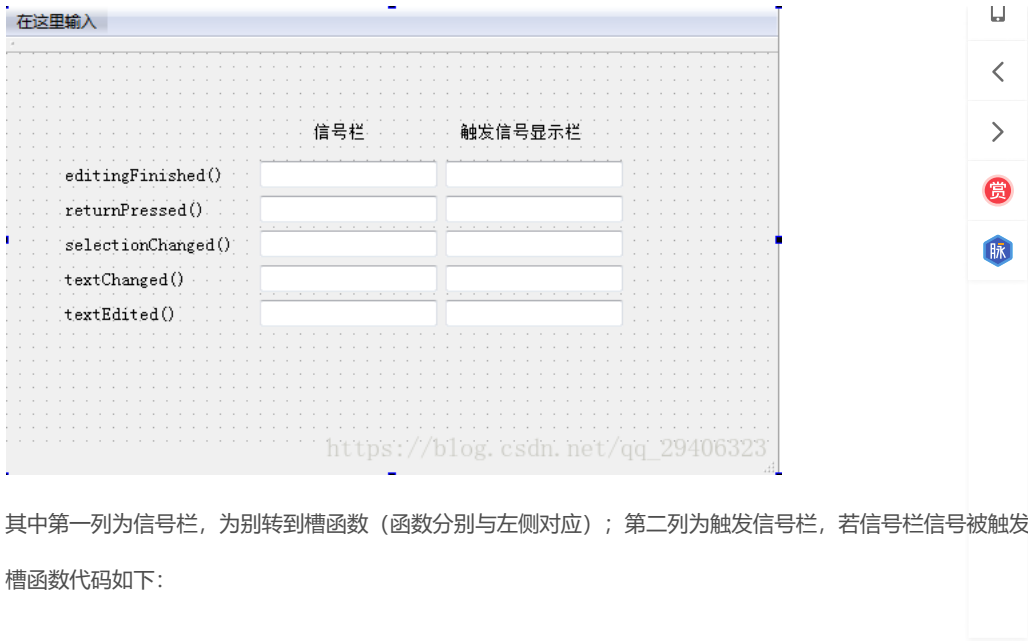 在这里输入
信号栏 触发信号显示栏
editingFinished()
returnPressed()
selectionChanged()
textChanged()
textEdited()
https://blog.csdn.net/qq_29406323
其中第一列为信号栏，为别转到槽函数（函数分别与左侧对应）；第二列为触发信号栏，若信号栏信号被触发
槽函数代码如下：
赏
脉